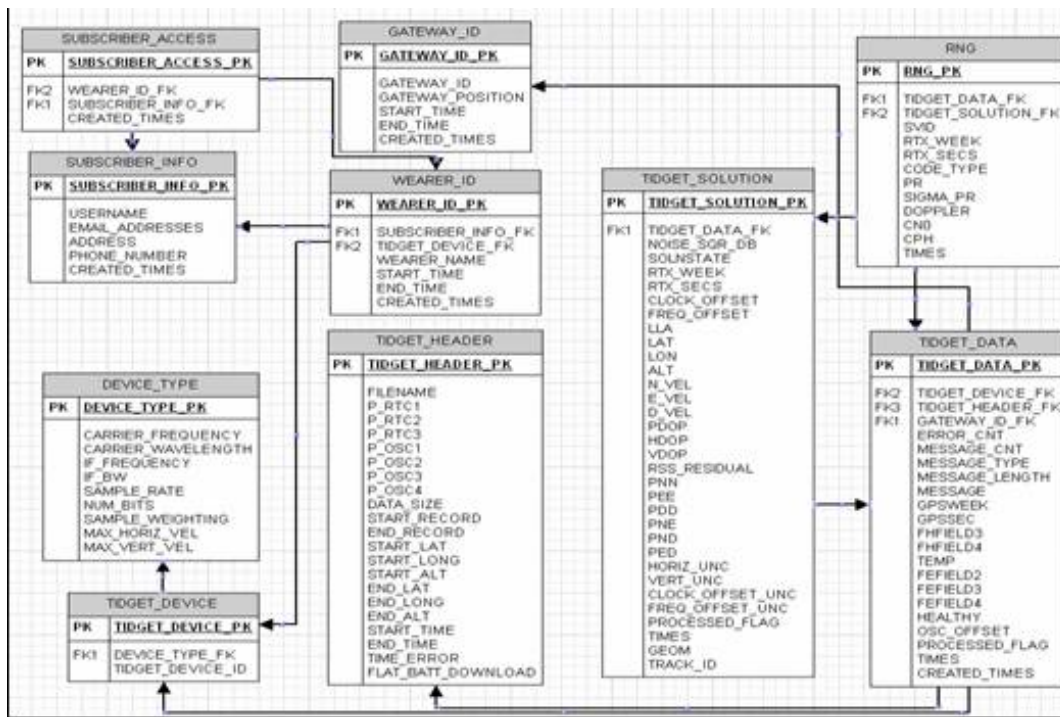 SUBSCRIBER_ACCESS
PK SUBSCRIBER_ACCESS_PK
FK2 WEARER_ID_FK
FK1 SUBSCRIBER_INFO_FK
CREATED_TIMES
SUBSCRIBER_INFO
PK SUBSCRIBER_INFO_PK
USERNAME
EMAIL_ADDRESSES
ADDRESS
PHONE_NUMBER
CREATED_TIMES
GATEWAY_ID
PK GATEWAY_ID_PK
GATEWAY_ID
GATEWAY_POSITION
START_TIME
END_TIME
CREATED_TIMES
WEARER_ID
PK WEARER_ID_PK
FK1 SUBSCRIBER_INFO_FK
FK2 TIDGET_DEVICE_FK
WEARER_NAME
START_TIME
END_TIME
CREATED_TIMES
RNG
PK RNG_PK
FK1 TIDGET_DATA_FK
FK2 TIDGET_SOLUTION_FK
SVID
RTX_WEEK
RTX_SECS
CODE_TYPE
PR
SIGMA_PR
DOPPLER
CN0
CPH
TIMES
TIDGET_SOLUTION
PK TIDGET_SOLUTION_PK
FK1 TIDGET_DATA_FK
NOISE_SQR_DB
SOLNSTATE
RTX_WEEK
RTX_SECS
CLOCK_OFFSET
FREQ_OFFSET
LLA
LAT
LON
ALT
N_VEL
E_VEL
D_VEL
PDOP
HDOP
VDOP
RSS_RESIDUAL
PNN
PEE
PDD
PNE
PND
PED
HORIZ_UNC
VERT_UNC
CLOCK_OFFSET_UNC
FREQ_OFFSET_UNC
PROCESSED_FLAG
TIMES
GEOM
TRACK_ID
DEVICE_TYPE
PK DEVICE_TYPE_PK
CARRIER_FREQUENCY
CARRIER_WAVELENGTH
IF_FREQUENCY
IF_BW
SAMPLE_RATE
NUM_BITS
SAMPLE_WEIGHTING
MAX_HORIZ_VEL
MAX_VERT_VEL
TIDGET_DEVICE
PK TIDGET_DEVICE_PK
FK1 DEVICE_TYPE_FK
TIDGET_DEVICE_ID
TIDGET_HEADER
PK TIDGET_HEADER_PK
FILENAME
P_RTC1
P_RTC2
P_RTC3
P_OSC1
P_OSC2
P_OSC3
P_OSC4
DATA_SIZE
START_RECORD
END_RECORD
START_LAT
START_LONG
START_ALT
END_LAT
END_LONG
END_ALT
START_TIME
END_TIME
TIME_ERROR
FLAT_BATT_DOWNLOAD
TIDGET_DATA
PK TIDGET_DATA_PK
FK2 TIDGET_DEVICE_FK
FK3 TIDGET_HEADER_FK
FK1 GATEWAY_ID_FK
ERROR_CNT
MESSAGE_CNT
MESSAGE_TYPE
MESSAGE_LENGTH
MESSAGE
GPSWEEK
GPSSEC
FHFIELD3
FHFIELD4
TEMP
FEFIELD2
FEFIELD3
FEFIELD4
HEALTHY
OSC_OFFSET
PROCESSED_FLAG
TIMES
CREATED_TIMES